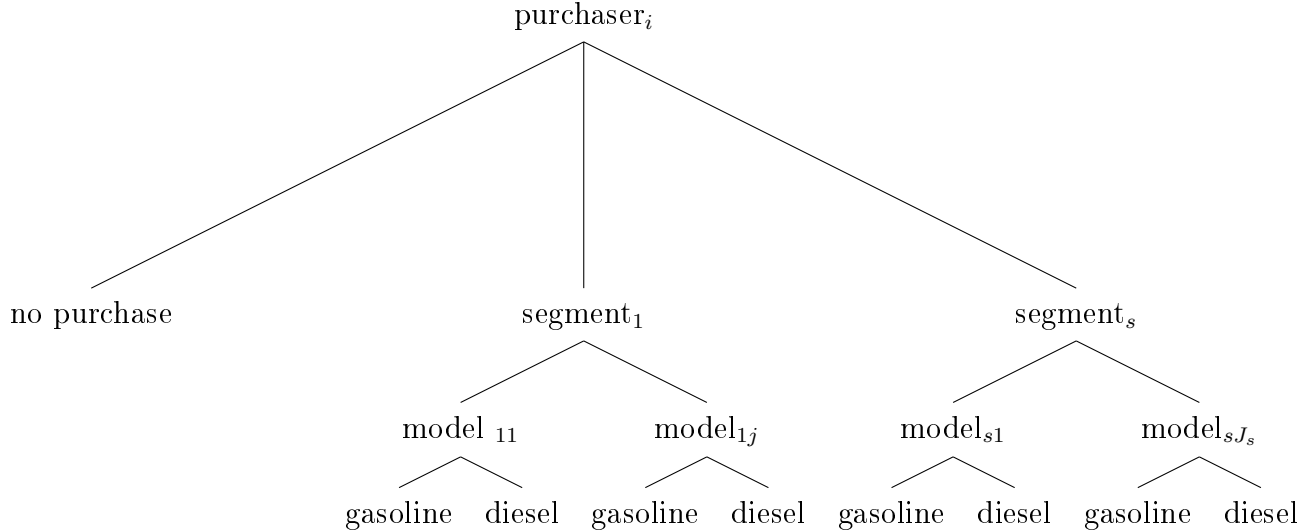 purchaser_i
no purchase segment_1 segment_s
model _11 model_1j model_s1 model_sJ_s
gasoline diesel gasoline diesel gasoline diesel gasoline diesel